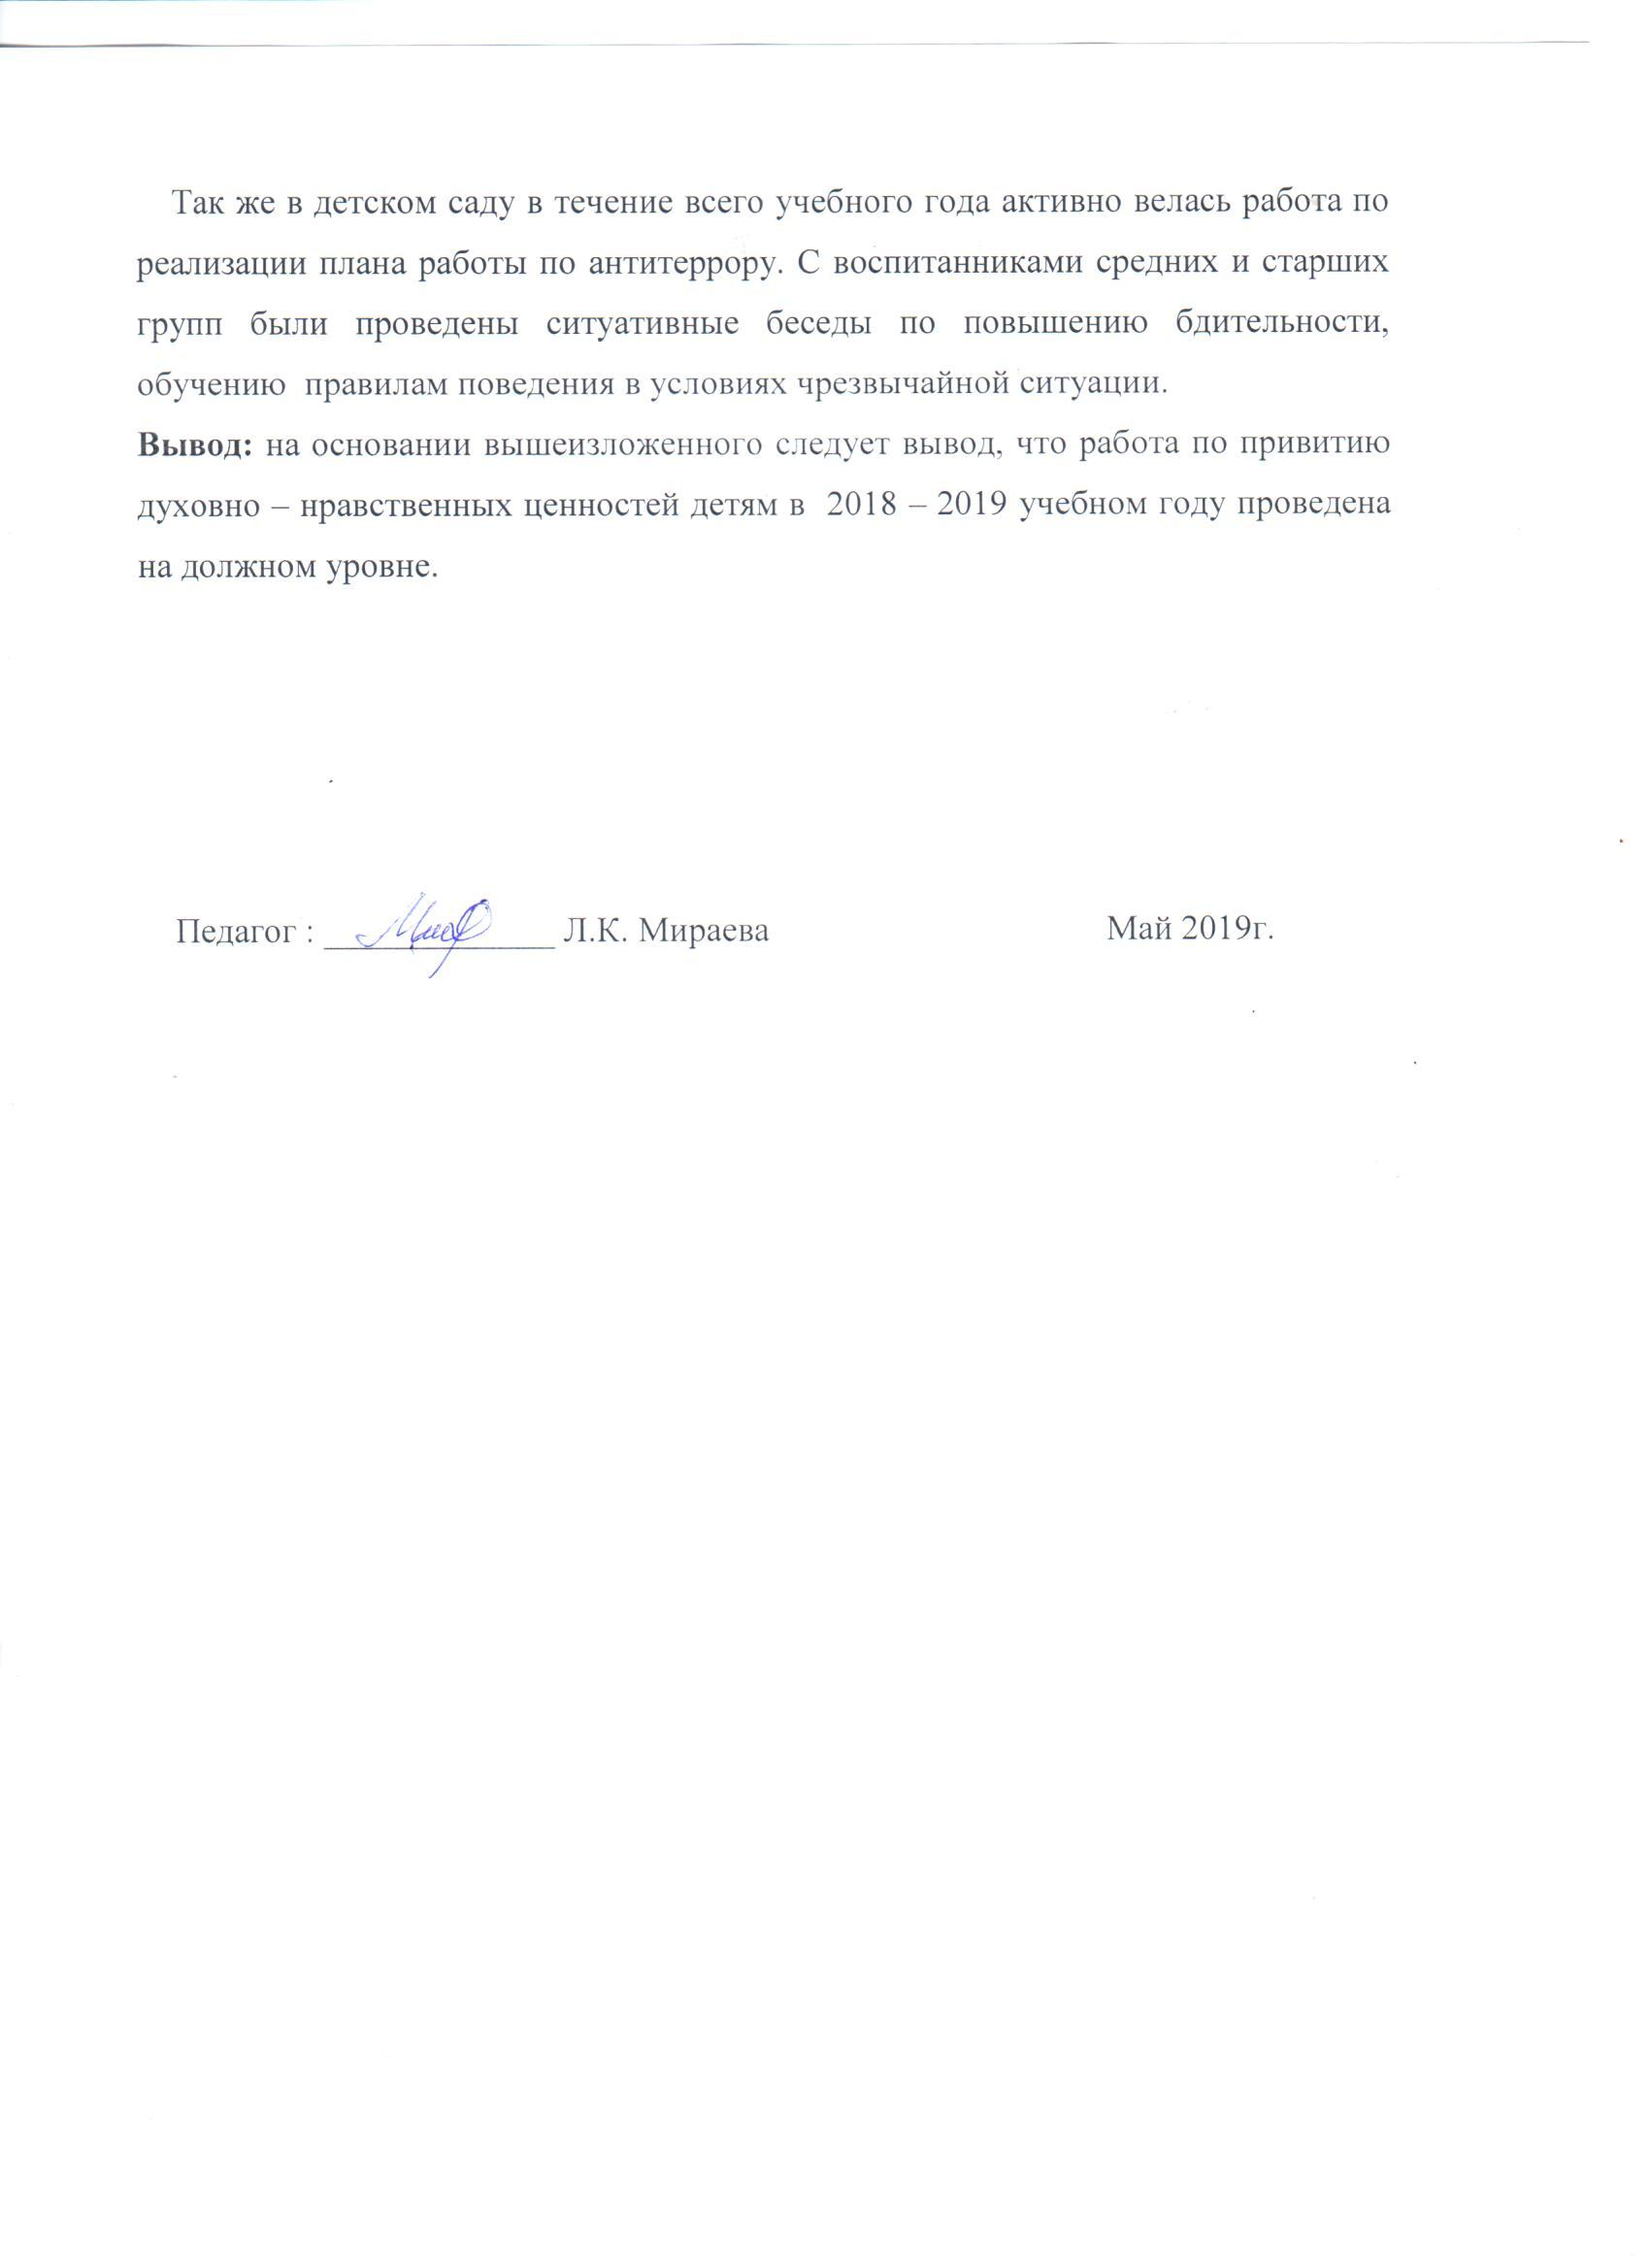 Так же в детском саду в течение всего учебного года активно велась работа по
реализации плана работы по антитеррору. С воспитанниками средних и старших
групп были проведены ситуативные беседы по повышению бдительности,
обучению  правилам поведения в условиях чрезвычайной ситуации.
Вывод: на основании вышеизложенного следует вывод, что работа по привитию
духовно – нравственных ценностей детям в  2018 – 2019 учебном году проведена
на должном уровне.
Педагог : ____________ Л.К. Мираева Май 2019г.